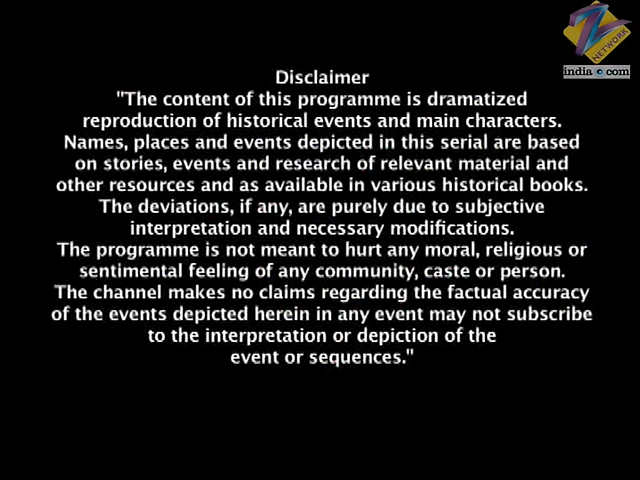 Z
NETWORK
india.com
Disclaimer
"The content of this programme is dramatized
reproduction of historical events and main characters.
Names, places and events depicted in this serial are based
on stories, events and research of relevant material and
other resources and as available in various historical books.
The deviations, if any, are purely due to subjective
interpretation and necessary modifications.
The programme is not meant to hurt any moral, religious or
sentimental feeling of any community, caste or person.
The channel makes no claims regarding the factual accuracy
of the events depicted herein in any event may not subscribe
to the interpretation or depiction of the
event or sequences."